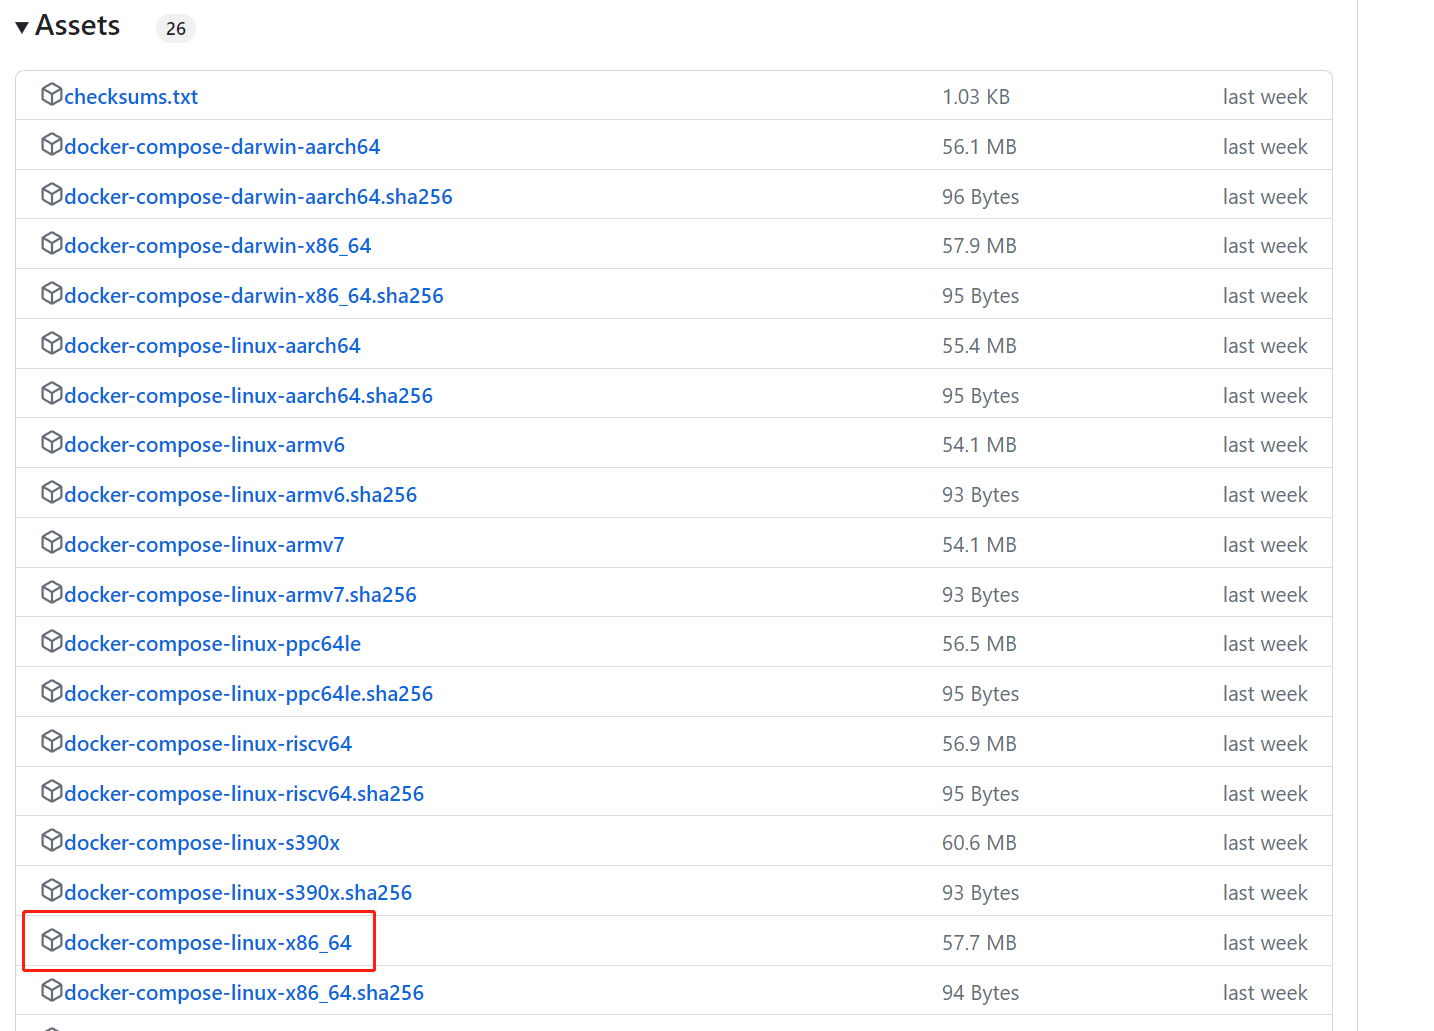 Assets 26
checksums.txt 1.03 KB last week
docker-compose-darwin-aarch64 56.1 MB last week
docker-compose-darwin-aarch64.sha256 96 Bytes last week
docker-compose-darwin-x86_64 57.9 MB last week
docker-compose-darwin-x86_64.sha256 95 Bytes last week
docker-compose-linux-aarch64 55.4 MB last week
docker-compose-linux-aarch64.sha256 95 Bytes last week
docker-compose-linux-armv6 54.1 MB last week
docker-compose-linux-armv6.sha256 93 Bytes last week
docker-compose-linux-armv7 54.1 MB last week
docker-compose-linux-armv7.sha256 93 Bytes last week
docker-compose-linux-ppc64le 56.5 MB last week
docker-compose-linux-ppc64le.sha256 95 Bytes last week
docker-compose-linux-riscv64 56.9 MB last week
docker-compose-linux-riscv64.sha256 95 Bytes last week
docker-compose-linux-s390x 60.6 MB last week
docker-compose-linux-s390x.sha256 93 Bytes last week
docker-compose-linux-x86_64 57.7 MB last week
docker-compose-linux-x86_64.sha256 94 Bytes last week